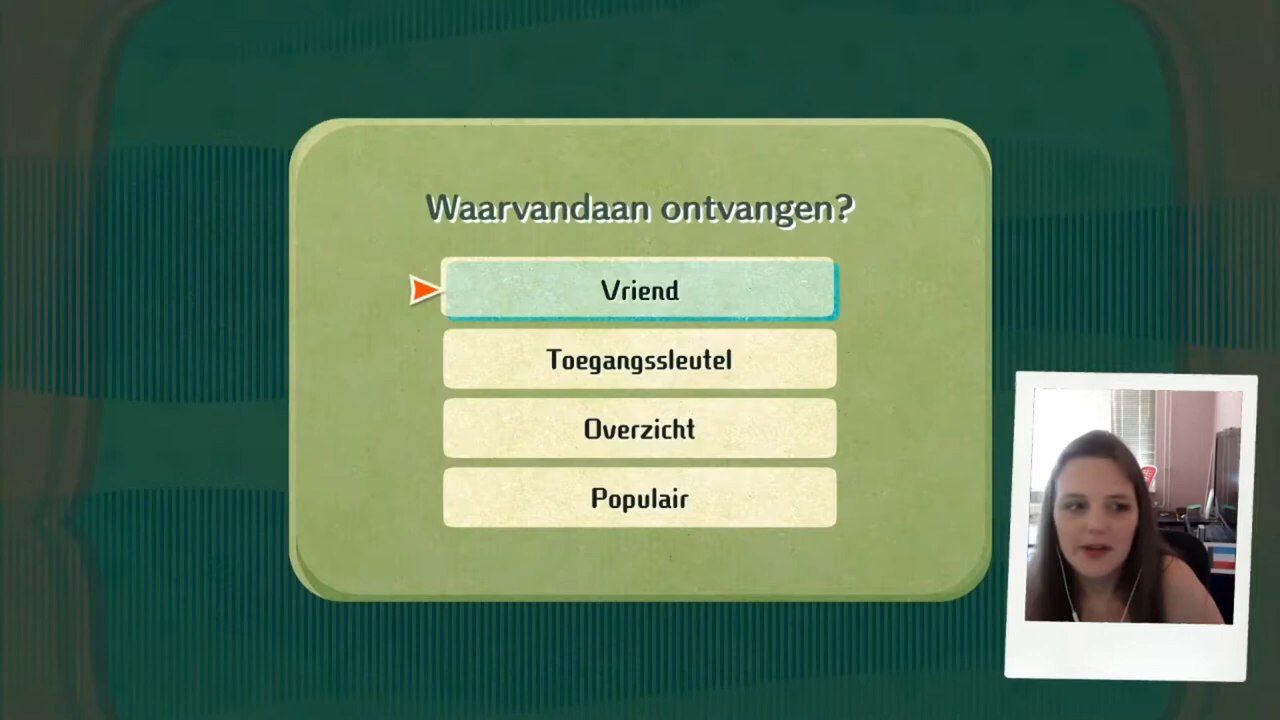 Waarvandaan ontvangen?
Vriend
Toegangssleutel
Overzicht
Populair